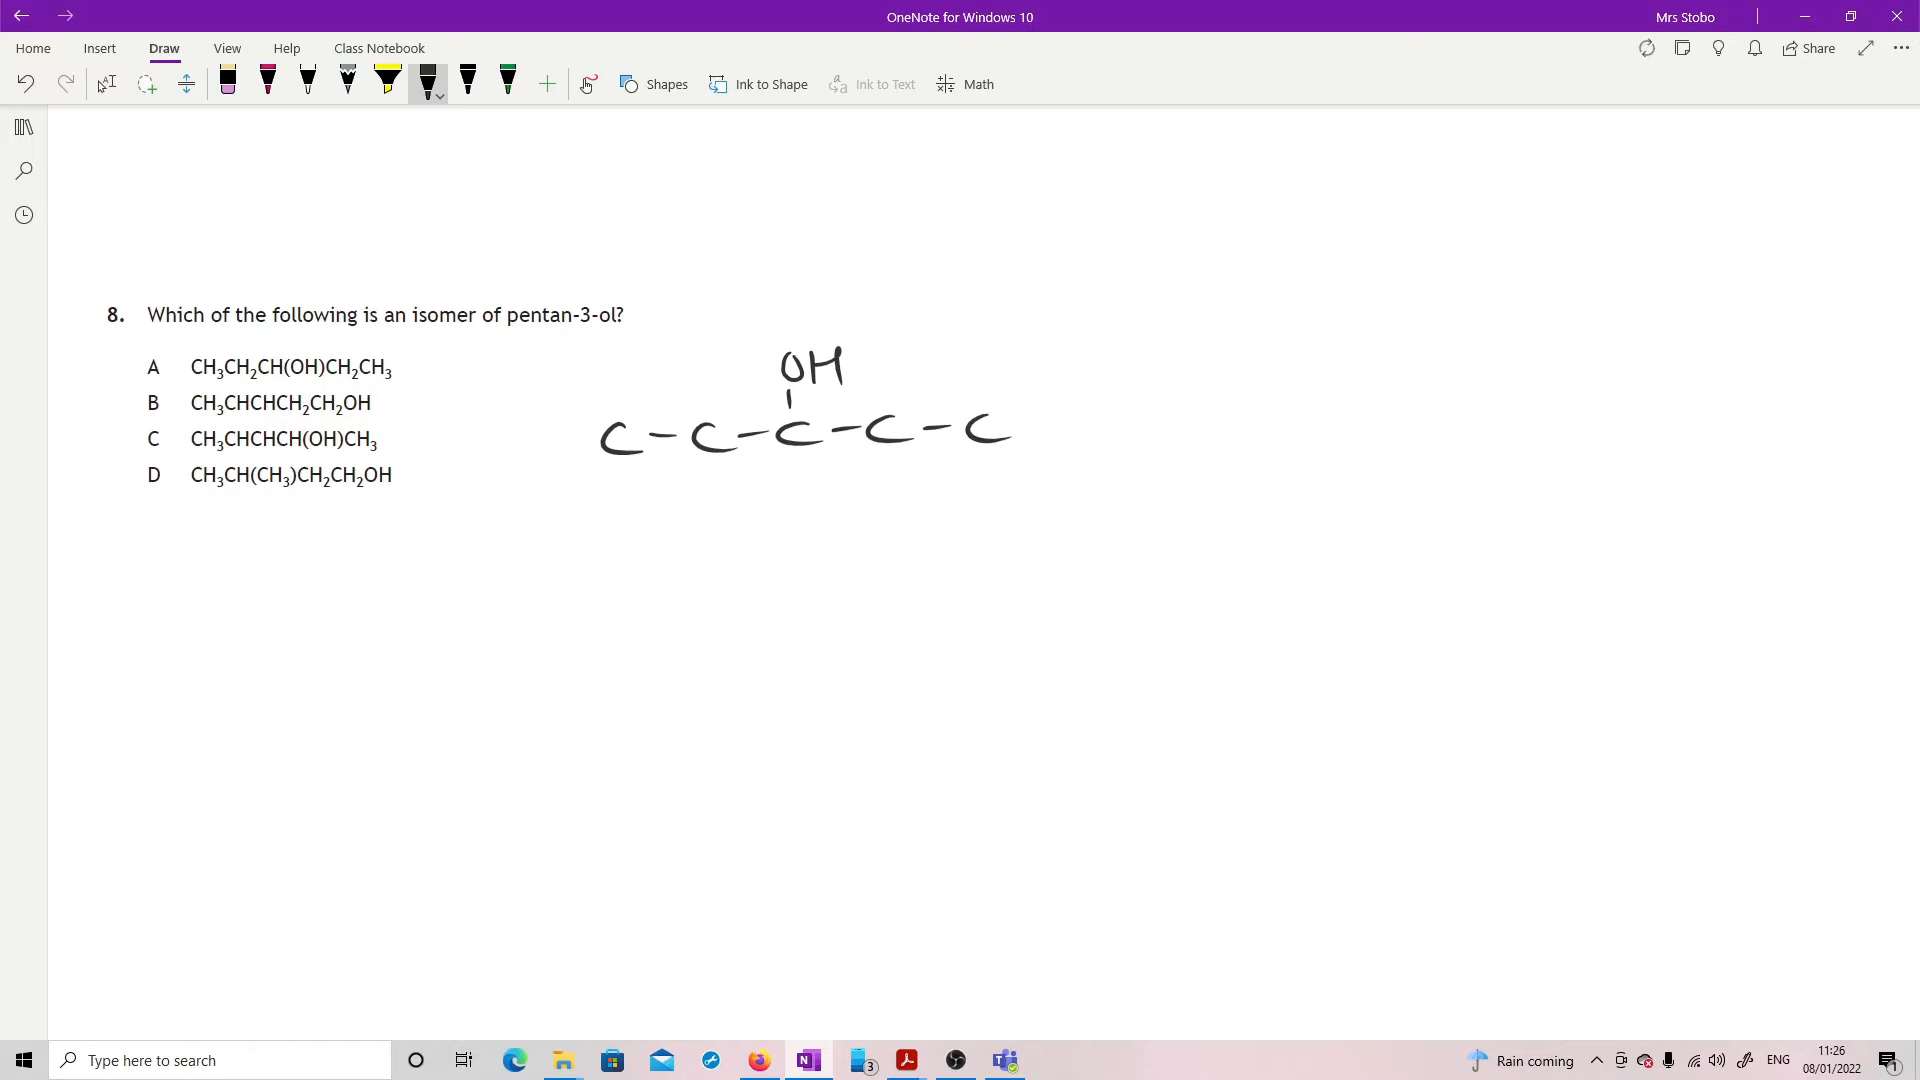 OneNote for Windows 10
Mrs Stobo
Home Insert Draw View Help Class Notebook
Share
Shapes Ink to Shape Ink to Text Math
8. Which of the following is an isomer of pentan-3-ol?
A CH₃CH₂CH(OH)CH₂CH₃
B CH₃CHCHCH₂CH₂OH
C CH₃CHCHCH(OH)CH₃
D CH₃CH(CH₃)CH₂CH₂OH
OH
C-C-C-C-C
Type here to search
3
Rain coming
ENG
11:26
08/01/2022
1